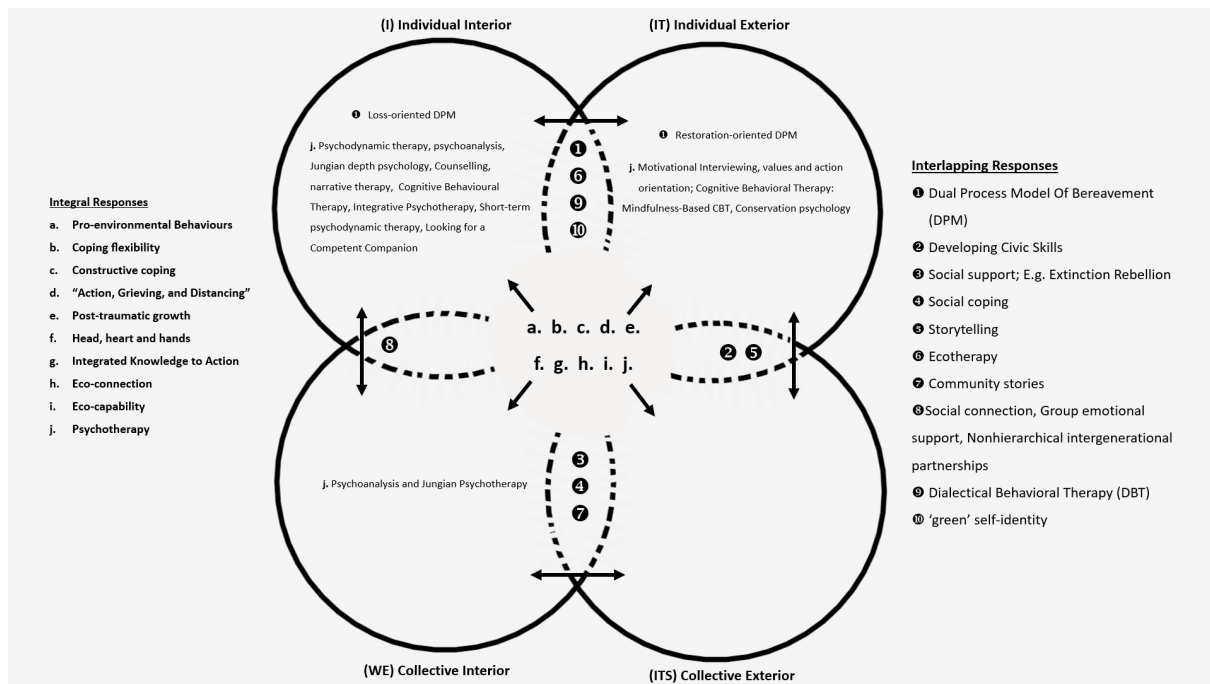 (I) Individual Interior
(IT) Individual Exterior
❶ Loss-oriented DPM
j. Psychodynamic therapy, psychoanalysis,
Jungian depth psychology, Counselling,
narrative therapy, Cognitive Behavioural
Therapy, Integrative Psychotherapy, Short-term
psychodynamic therapy, Looking for a
Competent Companion
❶ Restoration-oriented DPM
j. Motivational Interviewing, values and action
orientation; Cognitive Behavioral Therapy:
Mindfulness-Based CBT, Conservation psychology
❶
❻
❾
❿
Integral Responses
a. Pro-environmental Behaviours
b. Coping flexibility
c. Constructive coping
d. “Action, Grieving, and Distancing”
e. Post-traumatic growth
f. Head, heart and hands
g. Integrated Knowledge to Action
h. Eco-connection
i. Eco-capability
j. Psychotherapy
❽
a. b. c. d. e.
f. g. h. i. j.
❷ ❺
❸
❹
❼
j. Psychoanalysis and Jungian Psychotherapy
(WE) Collective Interior
(ITS) Collective Exterior
Interlapping Responses
❶ Dual Process Model Of Bereavement
(DPM)
❷ Developing Civic Skills
❸ Social support; E.g. Extinction Rebellion
❹ Social coping
❺ Storytelling
❻ Ecotherapy
❼ Community stories
❽Social connection, Group emotional
support, Nonhierarchical intergenerational
partnerships
❾ Dialectical Behavioral Therapy (DBT)
❿ ‘green’ self-identity